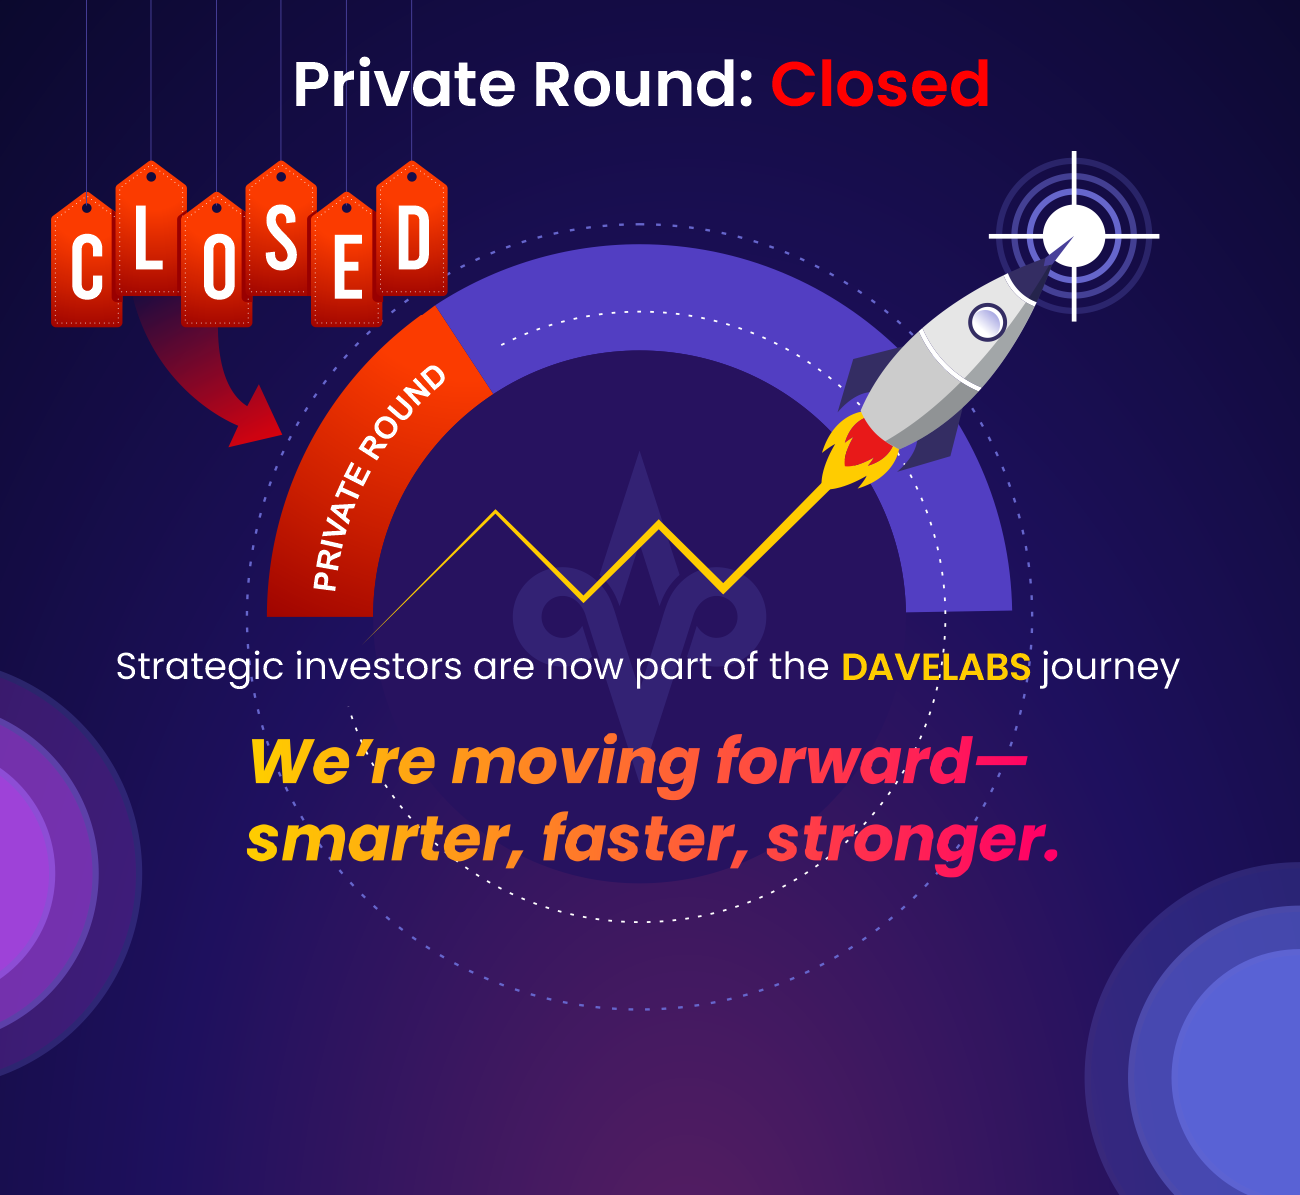 Private Round: Closed
CLOSED
PRIVATE ROUND
Strategic investors are now part of the DAVELABS journey
We’re moving forward—
smarter, faster, stronger.